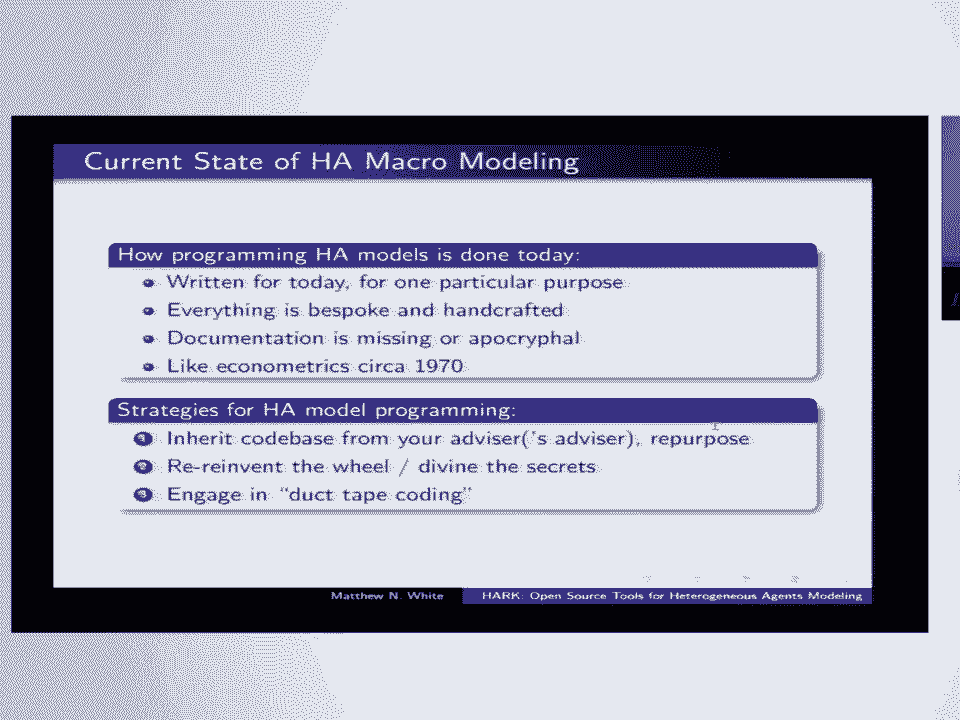 Current State of HA Macro Modeling
How programming HA models is done today:
Written for today, for one particular purpose
Everything is bespoke and handcrafted
Documentation is missing or apocryphal
Like econometrics circa 1970
Strategies for HA model programming:
1 Inherit codebase from your adviser('s adviser), repurpose
2 Re-reinvent the wheel / divine the secrets
3 Engage in “duct tape coding”
Matthew N. White HARK: Open Source Tools for Heterogeneous Agents Modeling